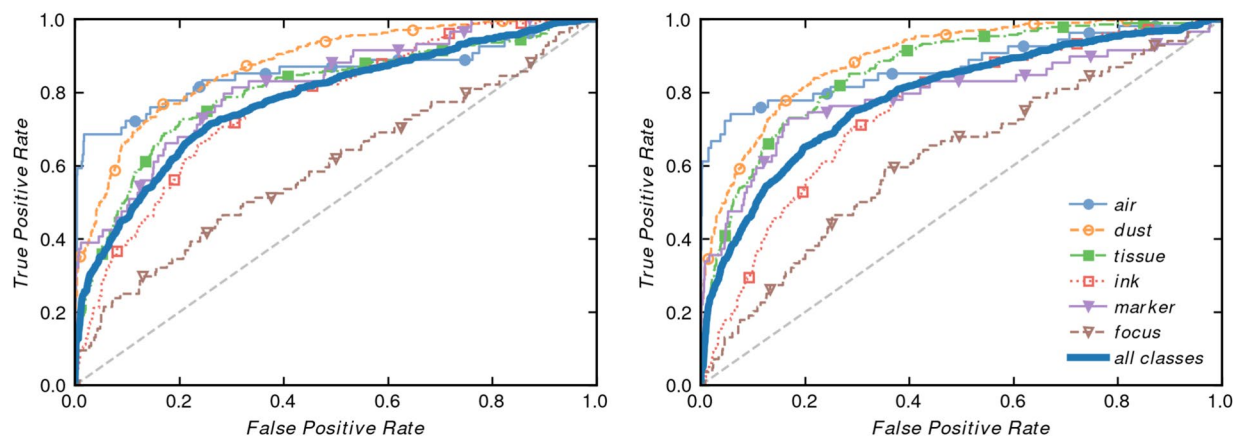 1.0
0.8
0.6
0.4
0.2
0.0
True Positive Rate
0.0 0.2 0.4 0.6 0.8 1.0
False Positive Rate
1.0
0.8
0.6
0.4
0.2
0.0
True Positive Rate
air
dust
tissue
ink
marker
focus
all classes
0.0 0.2 0.4 0.6 0.8 1.0
False Positive Rate